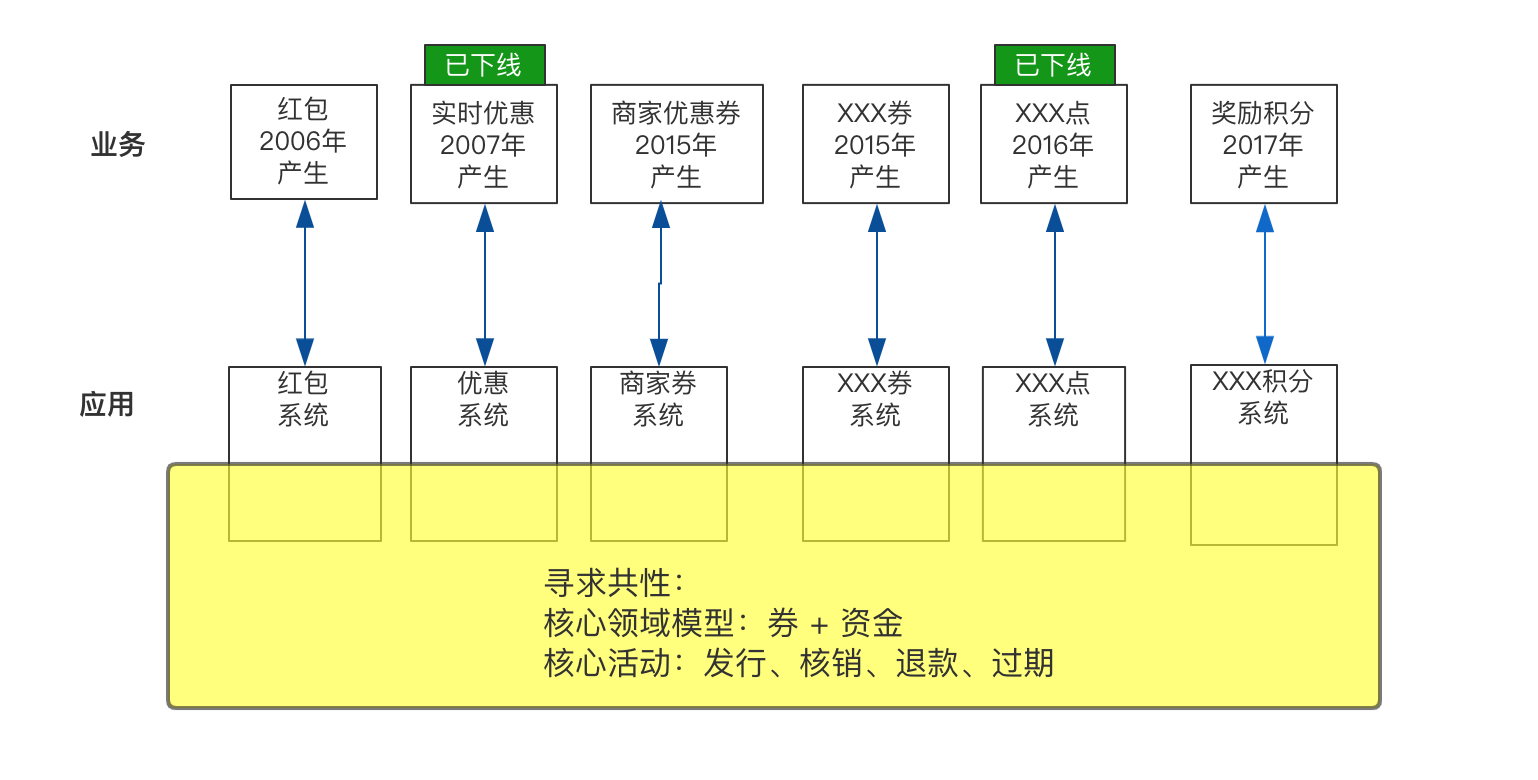 已下线
已下线
业务
红包
2006年
产生
实时优惠
2007年
产生
商家优惠券
2015年
产生
XXX券
2015年
产生
XXX点
2016年
产生
奖励积分
2017年
产生
应用
红包
系统
优惠
系统
商家券
系统
XXX券
系统
XXX点
系统
XXX积分
系统
寻求共性：
核心领域模型：券 + 资金
核心活动：发行、核销、退款、过期